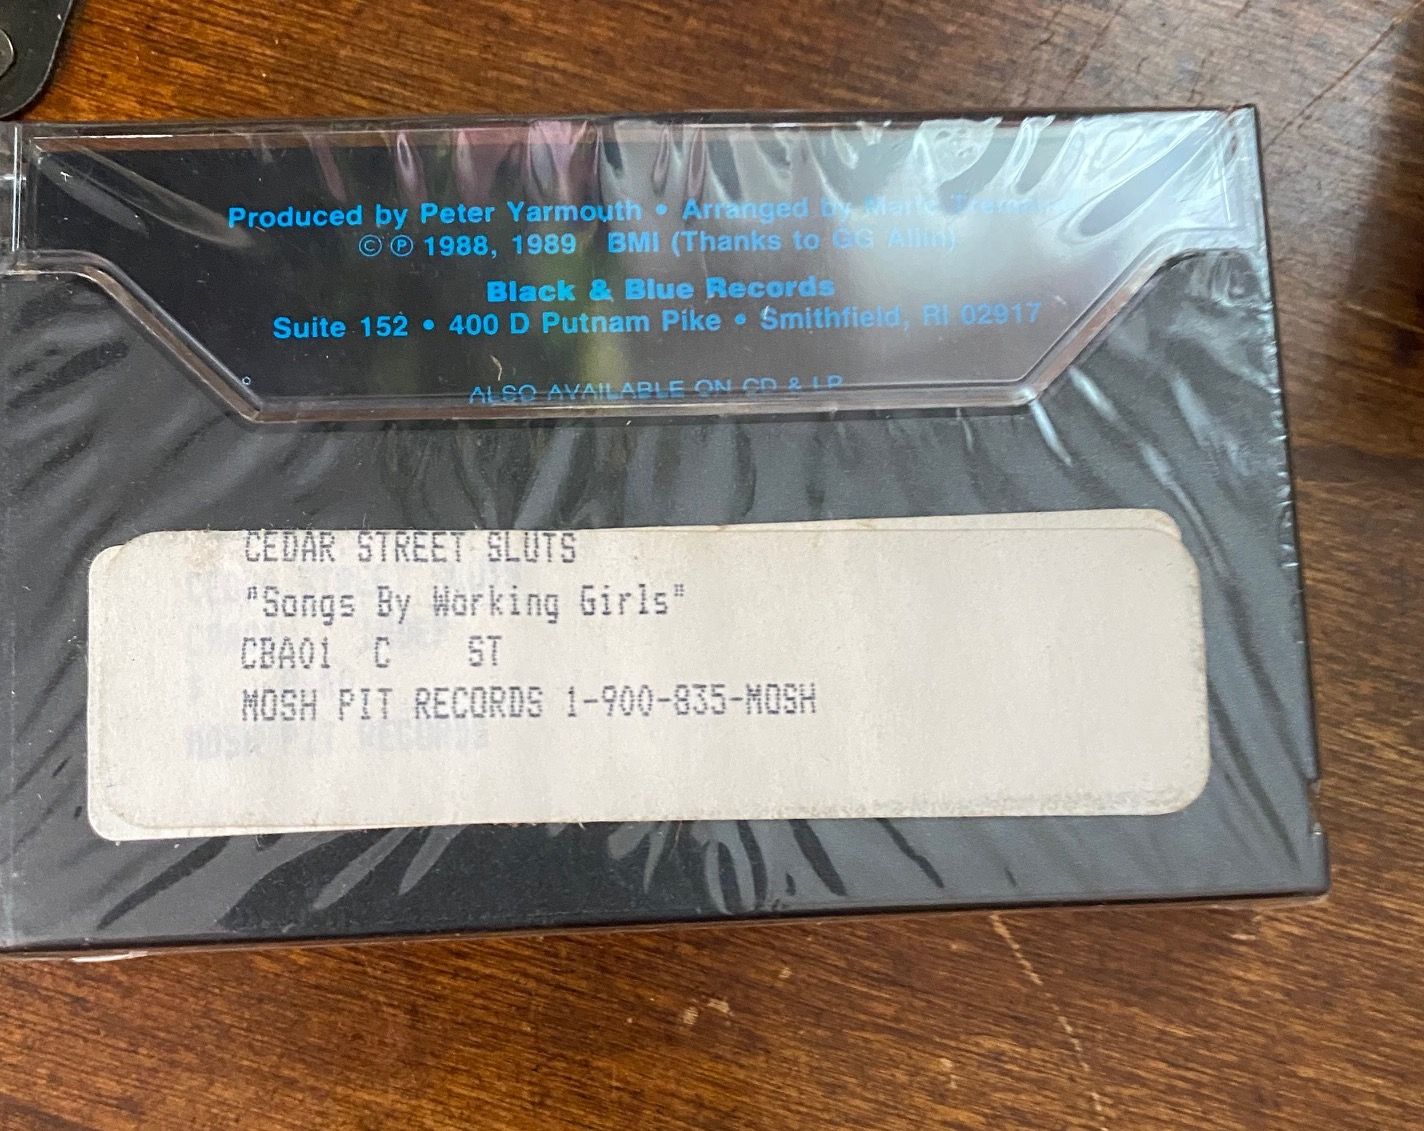 Produced by Peter Yarmouth • Arranged by Mark
© ℗ 1988, 1989 BMI (Thanks to GG Allin)
Black & Blue Records
Suite 152 • 400 D Putnam Pike • Smithfield, RI 02917
ALSO AVAILABLE ON CD & LP
CEDAR STREET SLUTS
"Songs By Working Girls"
CBA01 C ST
MOSH PIT RECORDS 1-900-835-MOSH